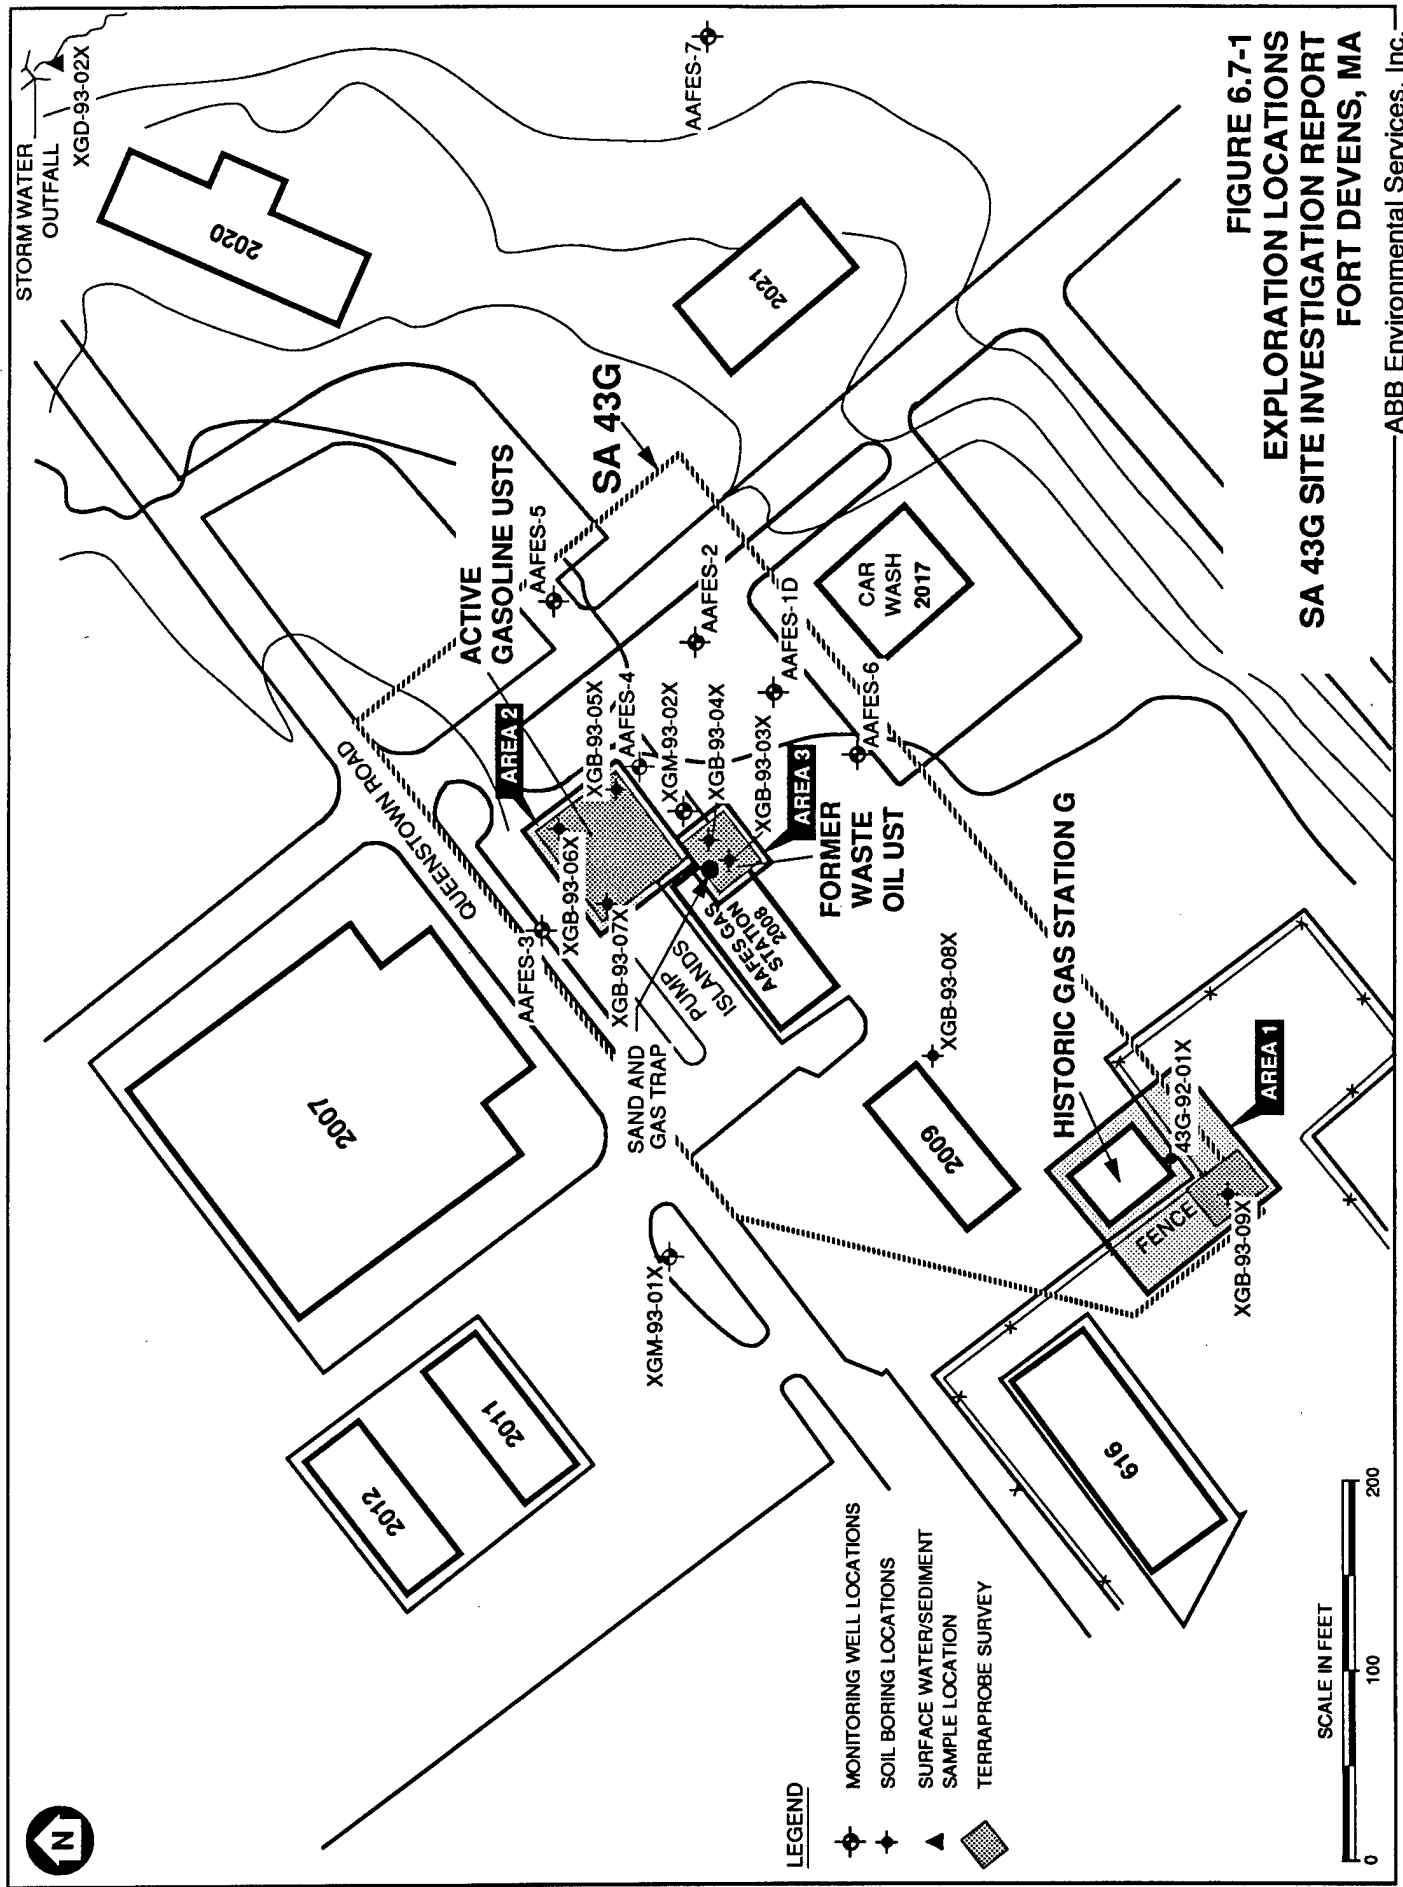 N
STORM WATER
OUTFALL
XGD-93-02X
2020
AAFES-7
2021
2007
QUEENSTOWN ROAD
ACTIVE
GASOLINE USTS
SA 43G
AAFES-5
AREA 2
AAFES-3
XGB-93-06X
XGB-93-07X
XGB-93-05X
AAFES-4
XGM-93-02X
XGB-93-04X
XGB-93-03X
AAFES-2
AAFES-1D
AREA 3
AAFES-6
CAR
WASH
2017
PUMP
ISLANDS
AAFES GAS
STATION
2008
SAND AND
GAS TRAP
FORMER
WASTE
OIL UST
2012
2011
XGM-93-01X
2009
XGB-93-08X
HISTORIC GAS STATION G
43G-92-01X
AREA 1
FENCE
XGB-93-09X
616
LEGEND
MONITORING WELL LOCATIONS
SOIL BORING LOCATIONS
SURFACE WATER/SEDIMENT
SAMPLE LOCATION
TERRAPROBE SURVEY
SCALE IN FEET
0 100 200
FIGURE 6.7-1
EXPLORATION LOCATIONS
SA 43G SITE INVESTIGATION REPORT
FORT DEVENS, MA
ABB Environmental Services, Inc.